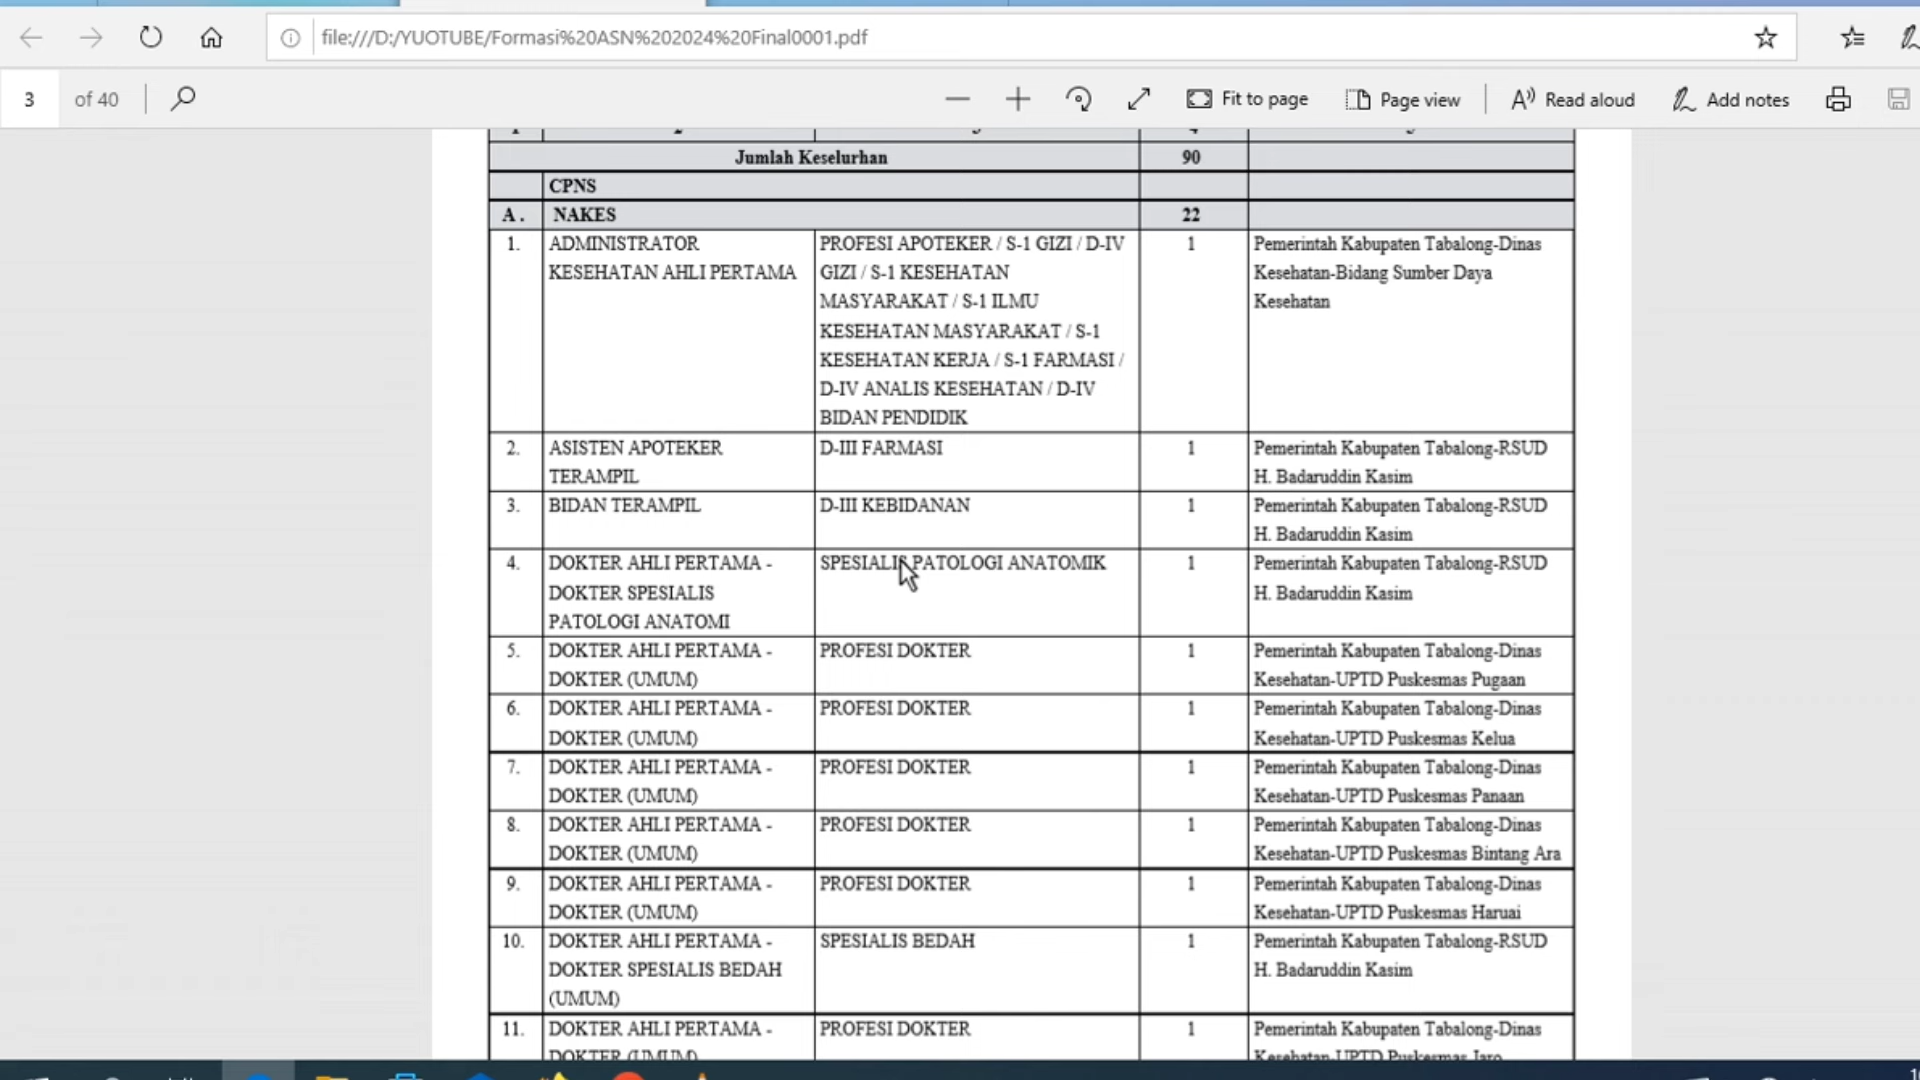 file:///D:/YUOTUBE/Formasi%20ASN%202024%20Final0001.pdf
3 of 40 Fit to page Page view Read aloud Add notes
Jumlah Keselurhan 90
CPNS
A. NAKES 22
1. ADMINISTRATOR PROFESI APOTEKER / S-1 GIZI / D-IV 1 Pemerintah Kabupaten Tabalong-Dinas
KESEHATAN AHLI PERTAMA GIZI / S-1 KESEHATAN Kesehatan-Bidang Sumber Daya
MASYARAKAT / S-1 ILMU Kesehatan
KESEHATAN MASYARAKAT / S-1
KESEHATAN KERJA / S-1 FARMASI /
D-IV ANALIS KESEHATAN / D-IV
BIDAN PENDIDIK
2. ASISTEN APOTEKER D-III FARMASI 1 Pemerintah Kabupaten Tabalong-RSUD
TERAMPIL H. Badaruddin Kasim
3. BIDAN TERAMPIL D-III KEBIDANAN 1 Pemerintah Kabupaten Tabalong-RSUD
H. Badaruddin Kasim
4. DOKTER AHLI PERTAMA - SPESIALIS PATOLOGI ANATOMIK 1 Pemerintah Kabupaten Tabalong-RSUD
DOKTER SPESIALIS H. Badaruddin Kasim
PATOLOGI ANATOMI
5. DOKTER AHLI PERTAMA - PROFESI DOKTER 1 Pemerintah Kabupaten Tabalong-Dinas
DOKTER (UMUM) Kesehatan-UPTD Puskesmas Pugaan
6. DOKTER AHLI PERTAMA - PROFESI DOKTER 1 Pemerintah Kabupaten Tabalong-Dinas
DOKTER (UMUM) Kesehatan-UPTD Puskesmas Kelua
7. DOKTER AHLI PERTAMA - PROFESI DOKTER 1 Pemerintah Kabupaten Tabalong-Dinas
DOKTER (UMUM) Kesehatan-UPTD Puskesmas Panaan
8. DOKTER AHLI PERTAMA - PROFESI DOKTER 1 Pemerintah Kabupaten Tabalong-Dinas
DOKTER (UMUM) Kesehatan-UPTD Puskesmas Bintang Ara
9. DOKTER AHLI PERTAMA - PROFESI DOKTER 1 Pemerintah Kabupaten Tabalong-Dinas
DOKTER (UMUM) Kesehatan-UPTD Puskesmas Haruai
10. DOKTER AHLI PERTAMA - SPESIALIS BEDAH 1 Pemerintah Kabupaten Tabalong-RSUD
DOKTER SPESIALIS BEDAH H. Badaruddin Kasim
(UMUM)
11. DOKTER AHLI PERTAMA - PROFESI DOKTER 1 Pemerintah Kabupaten Tabalong-Dinas
DOKTER (UMUM) Kesehatan-UPTD Puskesmas Jaro